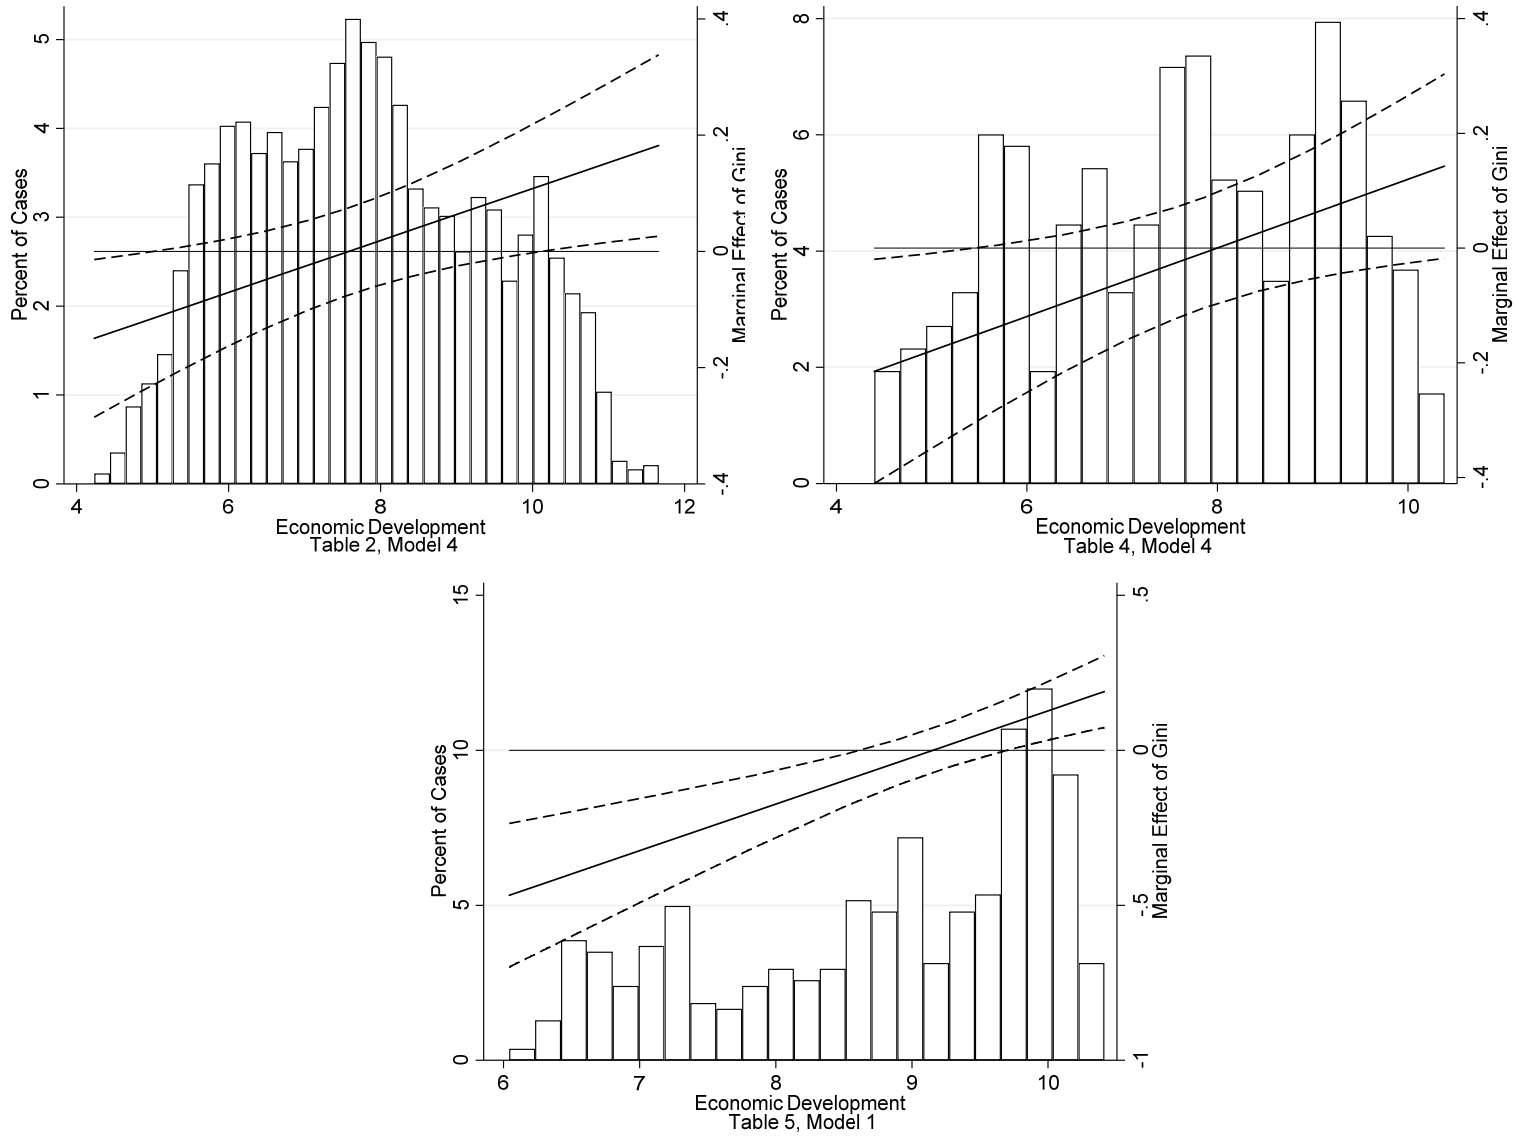 5
4
3
2
1
0
Percent of Cases
.4
.2
0
-.2
-.4
Marginal Effect of Gini
4 6 8 10 12
Economic Development
Table 2, Model 4
8
6
4
2
0
Percent of Cases
.4
.2
0
-.2
-.4
Marginal Effect of Gini
4 6 8 10
Economic Development
Table 4, Model 4
15
10
5
0
Percent of Cases
.5
0
-.5
-1
Marginal Effect of Gini
6 7 8 9 10
Economic Development
Table 5, Model 1